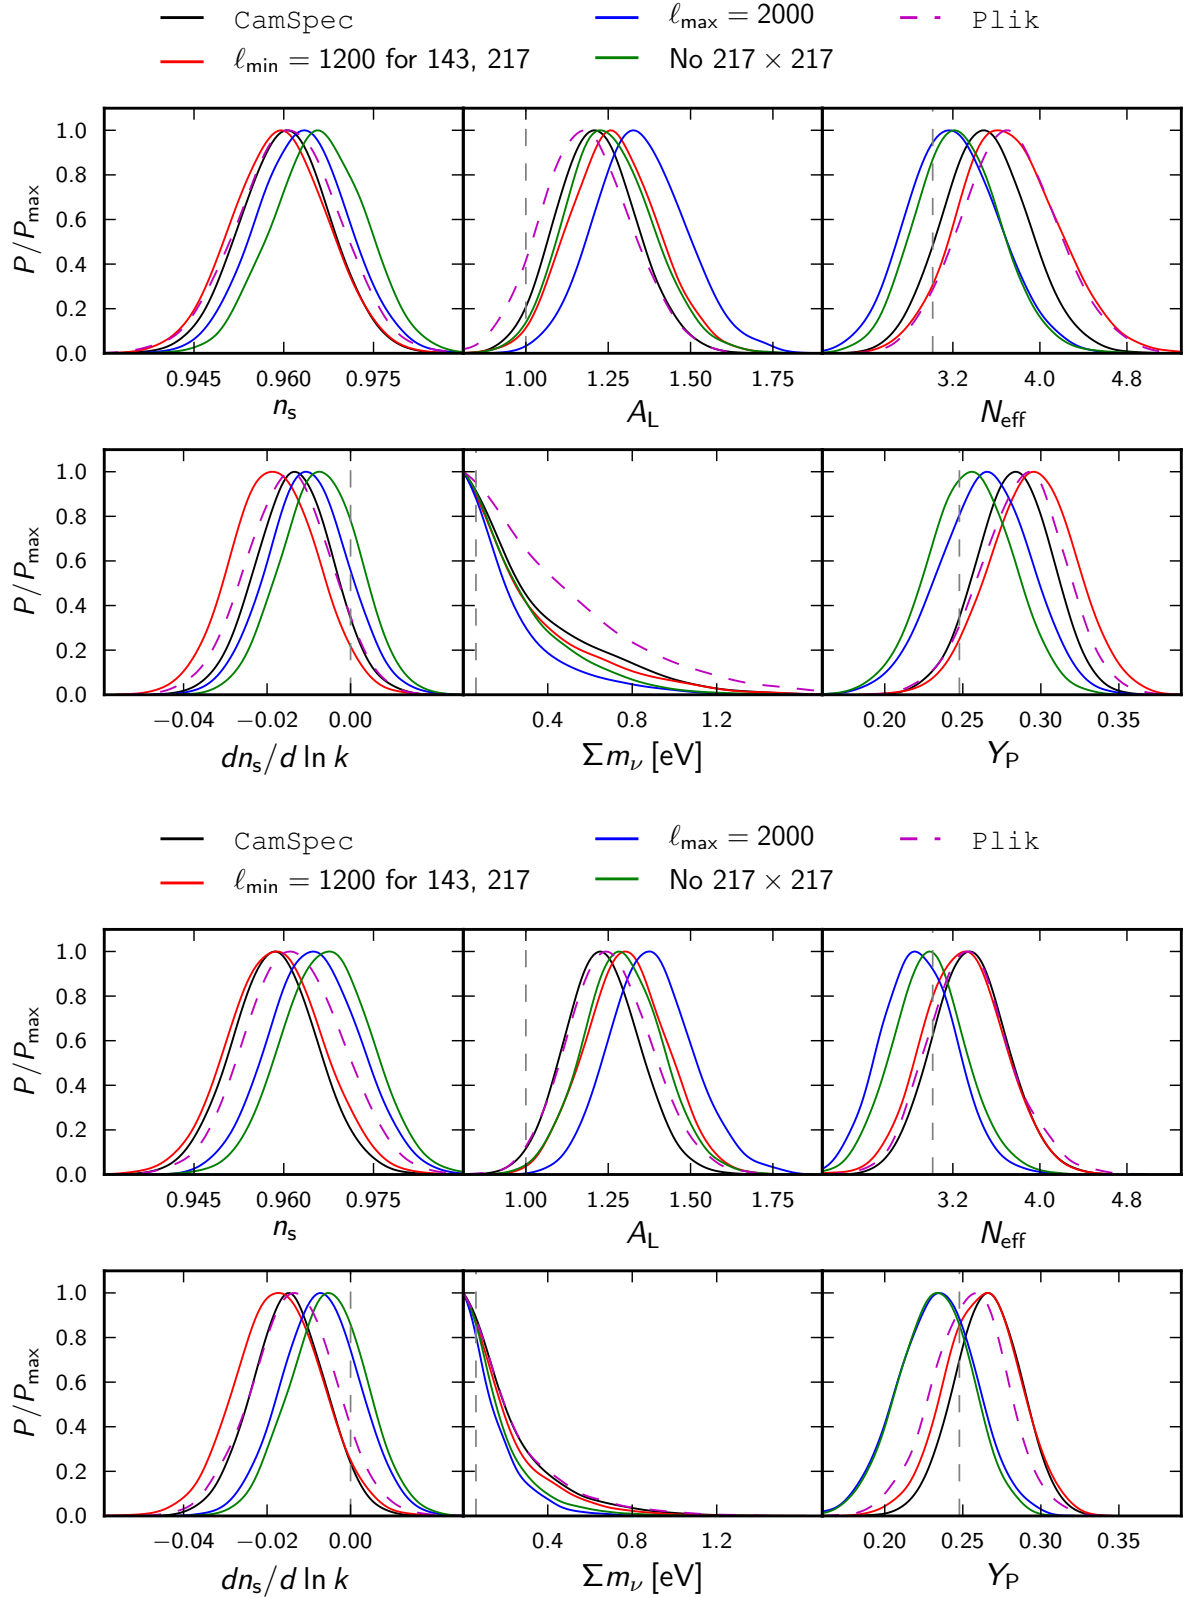 CamSpec ℓmax = 2000 Plik
ℓmin = 1200 for 143, 217 No 217 × 217
1.0
0.8
0.6
0.4
0.2
0.0
P/Pmax
0.945 0.960 0.975 1.00 1.25 1.50 1.75 3.2 4.0 4.8
ns AL Neff
1.0
0.8
0.6
0.4
0.2
0.0
P/Pmax
−0.04 −0.02 0.00 0.4 0.8 1.2 0.20 0.25 0.30 0.35
dns/d ln k Σmν [eV] YP
CamSpec ℓmax = 2000 Plik
ℓmin = 1200 for 143, 217 No 217 × 217
1.0
0.8
0.6
0.4
0.2
0.0
P/Pmax
0.945 0.960 0.975 1.00 1.25 1.50 1.75 3.2 4.0 4.8
ns AL Neff
1.0
0.8
0.6
0.4
0.2
0.0
P/Pmax
−0.04 −0.02 0.00 0.4 0.8 1.2 0.20 0.25 0.30 0.35
dns/d ln k Σmν [eV] YP